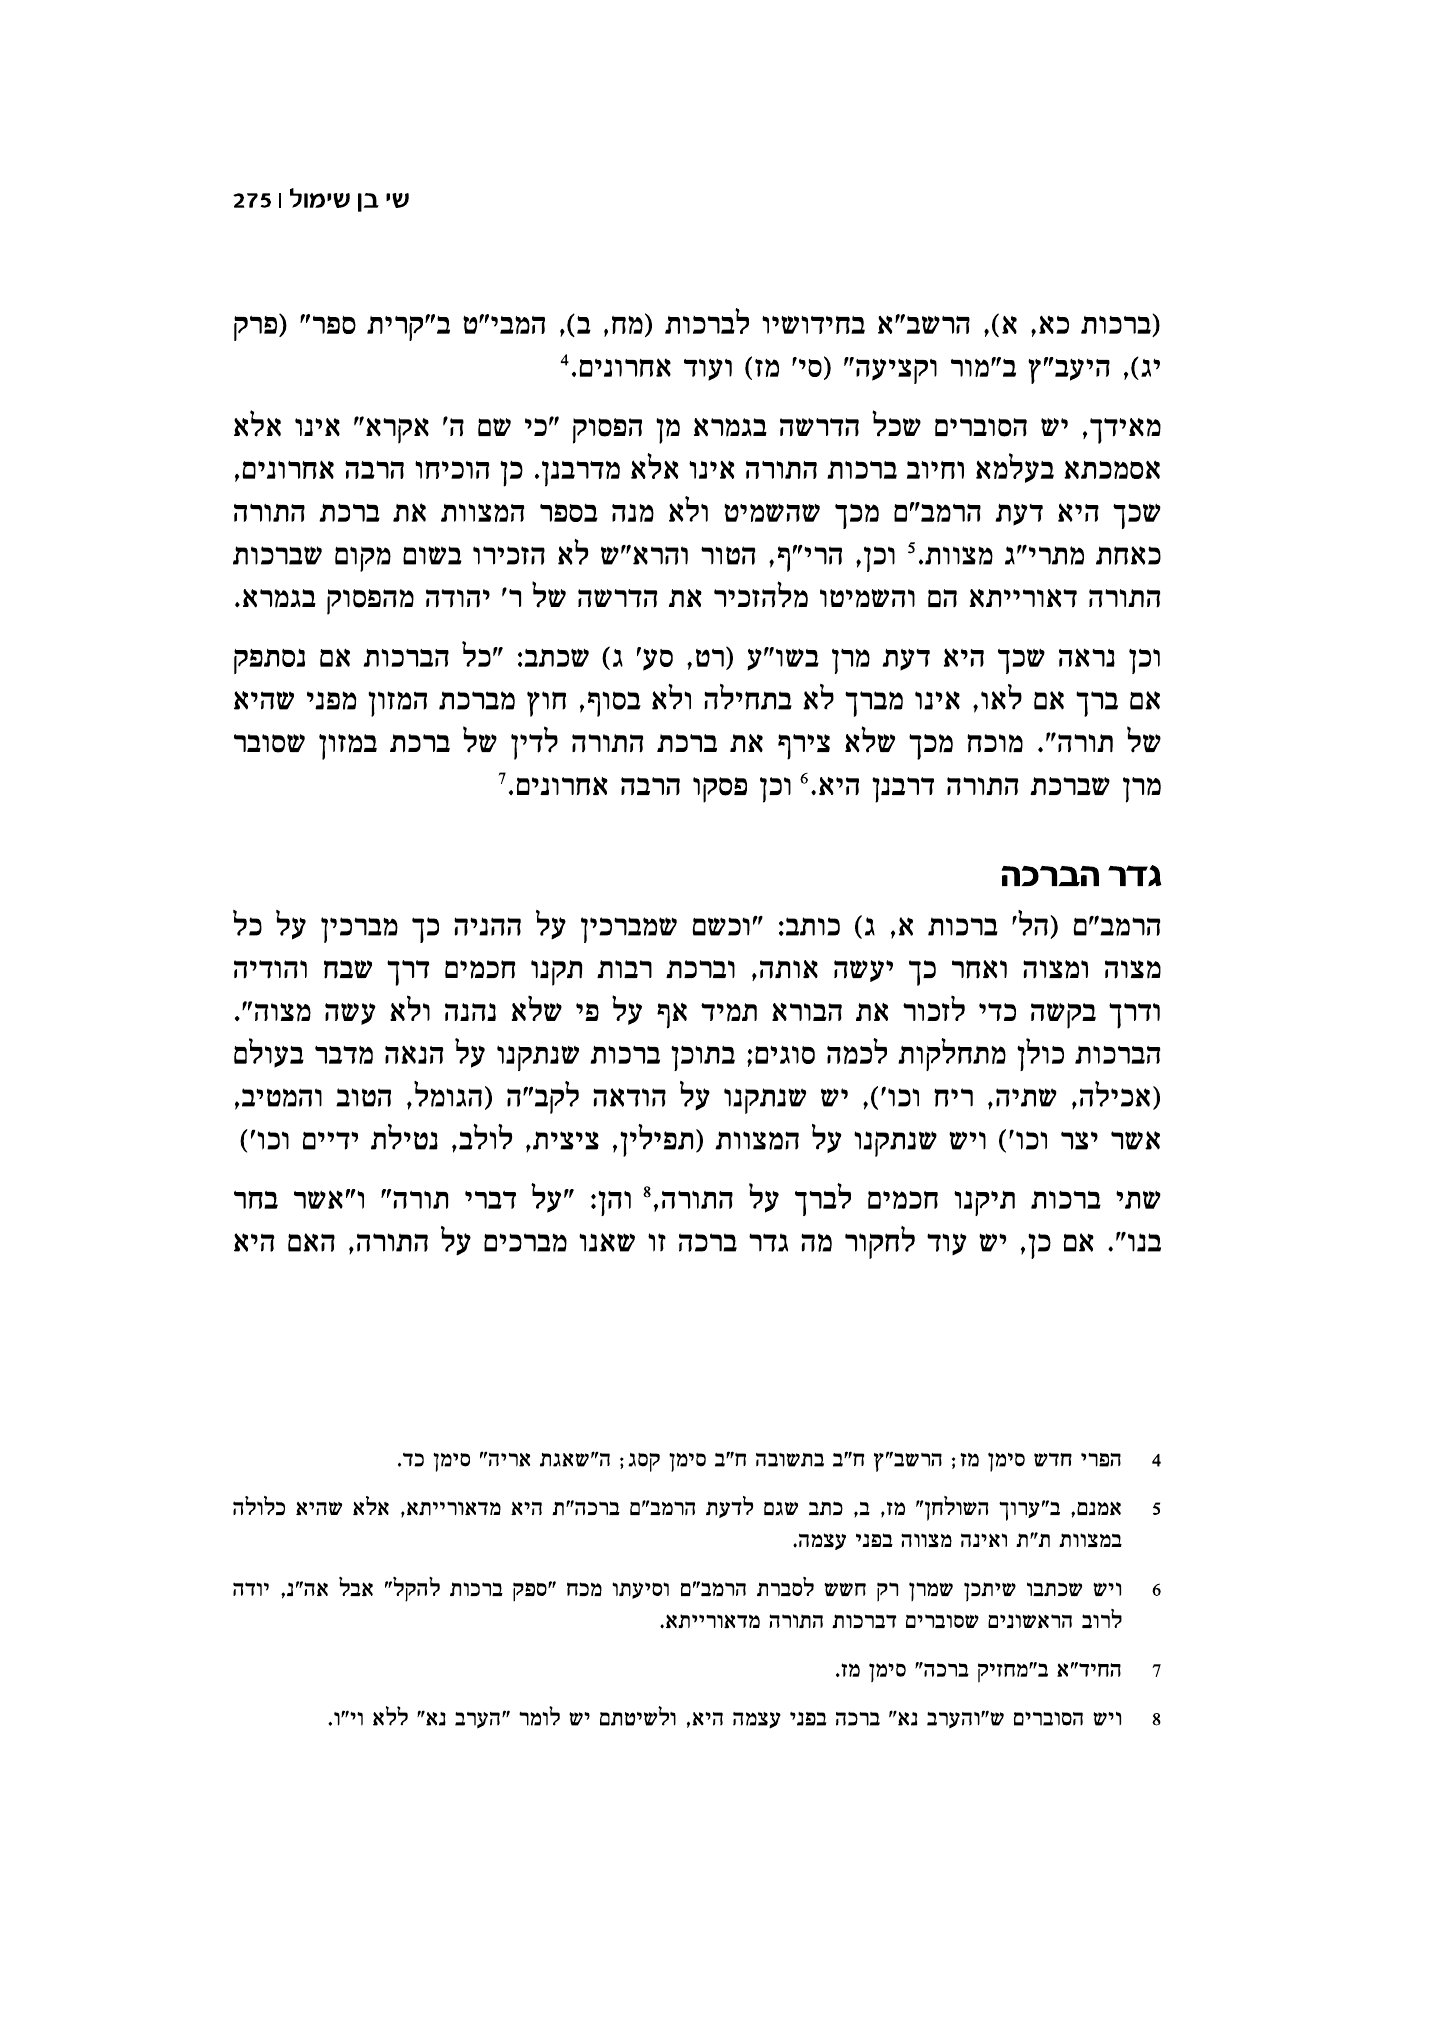 שי בן שימול | 275
(ברכות כא, א), הרשב"א בחידושיו לברכות (מח, ב), המבי"ט ב"קרית ספר" (פרק
יג), היעב"ץ ב"מור וקציעה" (סי' מז) ועוד אחרונים.4
מאידך, יש הסוברים שכל הדרשה בגמרא מן הפסוק "כי שם ה' אקרא" אינו אלא
אסמכתא בעלמא וחיוב ברכות התורה אינו אלא מדרבנן. כן הוכיחו הרבה אחרונים,
שכך היא דעת הרמב"ם מכך שהשמיט ולא מנה בספר המצוות את ברכת התורה
כאחת מתרי"ג מצוות.5 וכן, הרי"ף, הטור והרא"ש לא הזכירו בשום מקום שברכות
התורה דאורייתא הם והשמיטו מלהזכיר את הדרשה של ר' יהודה מהפסוק בגמרא.
וכן נראה שכך היא דעת מרן בשו"ע (רט, סע' ג) שכתב: "כל הברכות אם נסתפק
אם ברך אם לאו, אינו מברך לא בתחילה ולא בסוף, חוץ מברכת המזון מפני שהיא
של תורה". מוכח מכך שלא צירף את ברכת התורה לדין של ברכת במזון שסובר
מרן שברכת התורה דרבנן היא.6 וכן פסקו הרבה אחרונים.7
גדר הברכה
הרמב"ם (הל' ברכות א, ג) כותב: "וכשם שמברכין על ההניה כך מברכין על כל
מצוה ומצוה ואחר כך יעשה אותה, וברכת רבות תקנו חכמים דרך שבח והודיה
ודרך בקשה כדי לזכור את הבורא תמיד אף על פי שלא נהנה ולא עשה מצוה".
הברכות כולן מתחלקות לכמה סוגים; בתוכן ברכות שנתקנו על הנאה מדבר בעולם
(אכילה, שתיה, ריח וכו'), יש שנתקנו על הודאה לקב"ה (הגומל, הטוב והמטיב,
אשר יצר וכו') ויש שנתקנו על המצוות (תפילין, ציצית, לולב, נטילת ידיים וכו')
שתי ברכות תיקנו חכמים לברך על התורה,8 והן: "על דברי תורה" ו"אשר בחר
בנו". אם כן, יש עוד לחקור מה גדר ברכה זו שאנו מברכים על התורה, האם היא
4 הפרי חדש סימן מז; הרשב"ץ ח"ב בתשובה ח"ב סימן קסג; ה"שאגת אריה" סימן כד.
5 אמנם, ב"ערוך השולחן" מז, ב, כתב שגם לדעת הרמב"ם ברכה"ת היא מדאורייתא, אלא שהיא כלולה
במצוות ת"ת ואינה מצווה בפני עצמה.
6 ויש שכתבו שיתכן שמרן רק חשש לסברת הרמב"ם וסיעתו מכח "ספק ברכות להקל" אבל אה"נ, יודה
לרוב הראשונים שסוברים דברכות התורה מדאורייתא.
7 החיד"א ב"מחזיק ברכה" סימן מז.
8 ויש הסוברים ש"והערב נא" ברכה בפני עצמה היא, ולשיטתם יש לומר "הערב נא" ללא וי"ו.